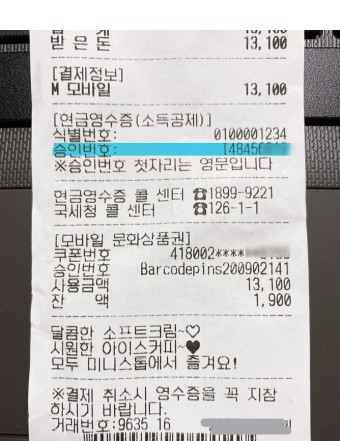 받 은 돈 13,100
[결제정보]
M 모바일 13,100
[현금영수증(소득공제)]
식별번호: 0100001234
승인번호: 148456
※승인번호 첫자리는 영문입니다
현금영수증 콜 센터 ☎1899-9221
국세청 콜 센터 ☎126-1-1
[모바일 문화상품권]
쿠폰번호 418002****
승인번호 Barcodepins200902141
사용금액 13,100
잔 액 1,900
달콤한 소프트크림~♡
시원한 아이스커피~♥
모두 미니스톱에서 즐겨요!
※결제 취소시 영수증을 꼭 지참
하시기 바랍니다.
거래번호:9635 16